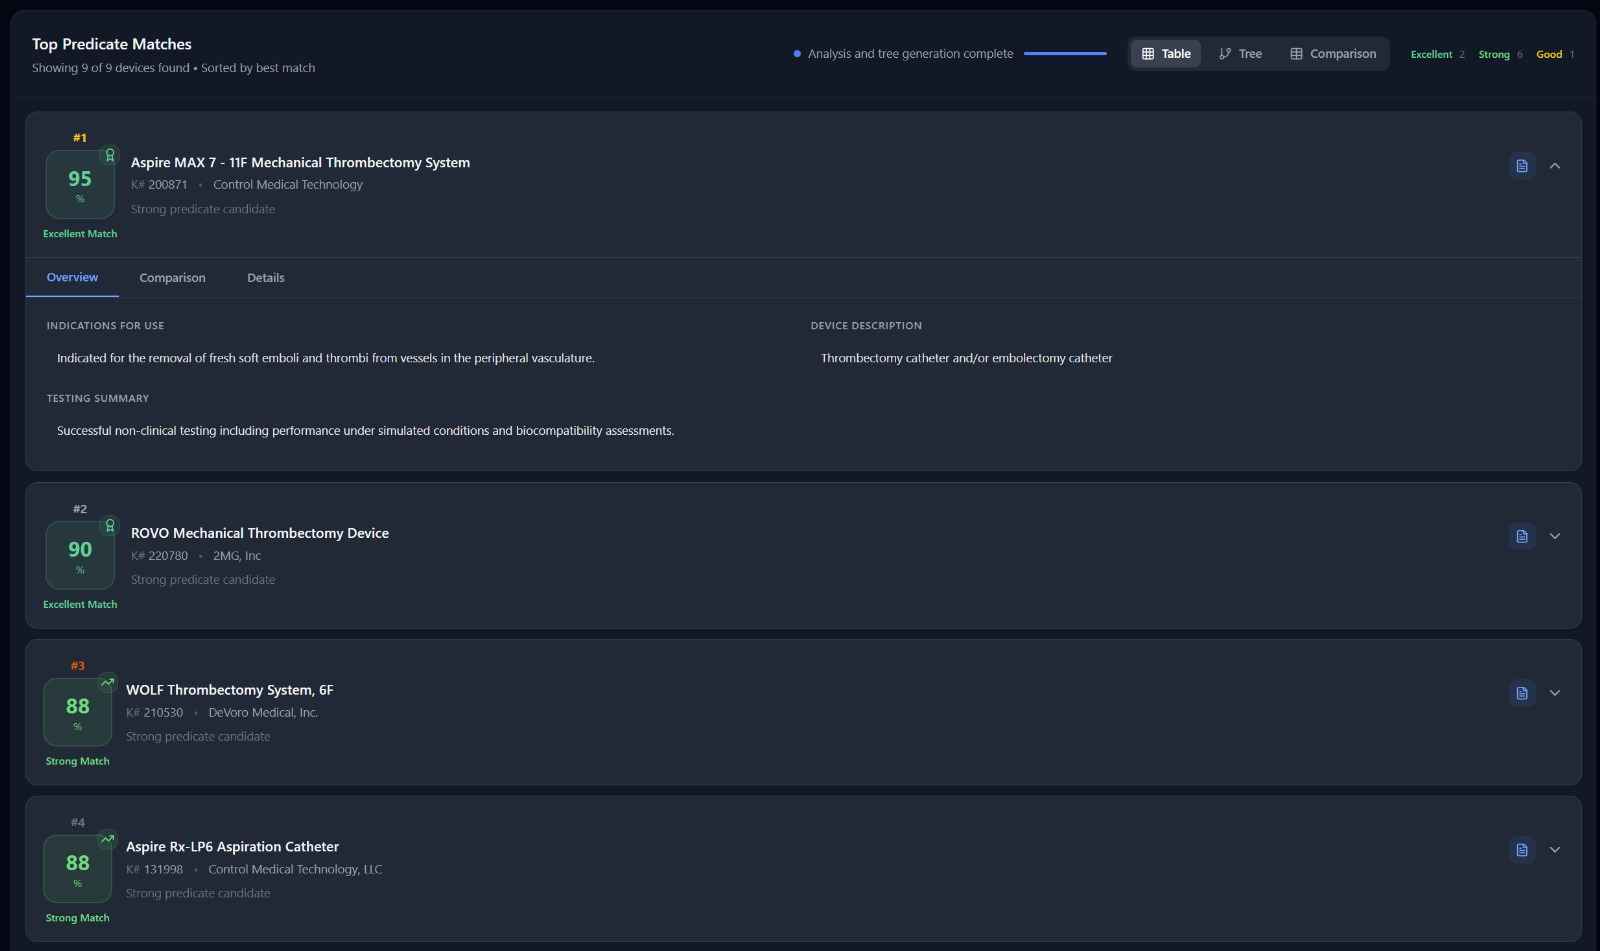 Top Predicate Matches
Showing 9 of 9 devices found • Sorted by best match
Analysis and tree generation complete
Table
Tree
Comparison
Excellent 2
Strong 6
Good 1
#1
95
%
Excellent Match
Aspire MAX 7 - 11F Mechanical Thrombectomy System
K# 200871 • Control Medical Technology
Strong predicate candidate
Overview
Comparison
Details
INDICATIONS FOR USE
Indicated for the removal of fresh soft emboli and thrombi from vessels in the peripheral vasculature.
DEVICE DESCRIPTION
Thrombectomy catheter and/or embolectomy catheter
TESTING SUMMARY
Successful non-clinical testing including performance under simulated conditions and biocompatibility assessments.
#2
90
%
Excellent Match
ROVO Mechanical Thrombectomy Device
K# 220780 • 2MG, Inc
Strong predicate candidate
#3
88
%
Strong Match
WOLF Thrombectomy System, 6F
K# 210530 • DeVoro Medical, Inc.
Strong predicate candidate
#4
88
%
Strong Match
Aspire Rx-LP6 Aspiration Catheter
K# 131998 • Control Medical Technology, LLC
Strong predicate candidate